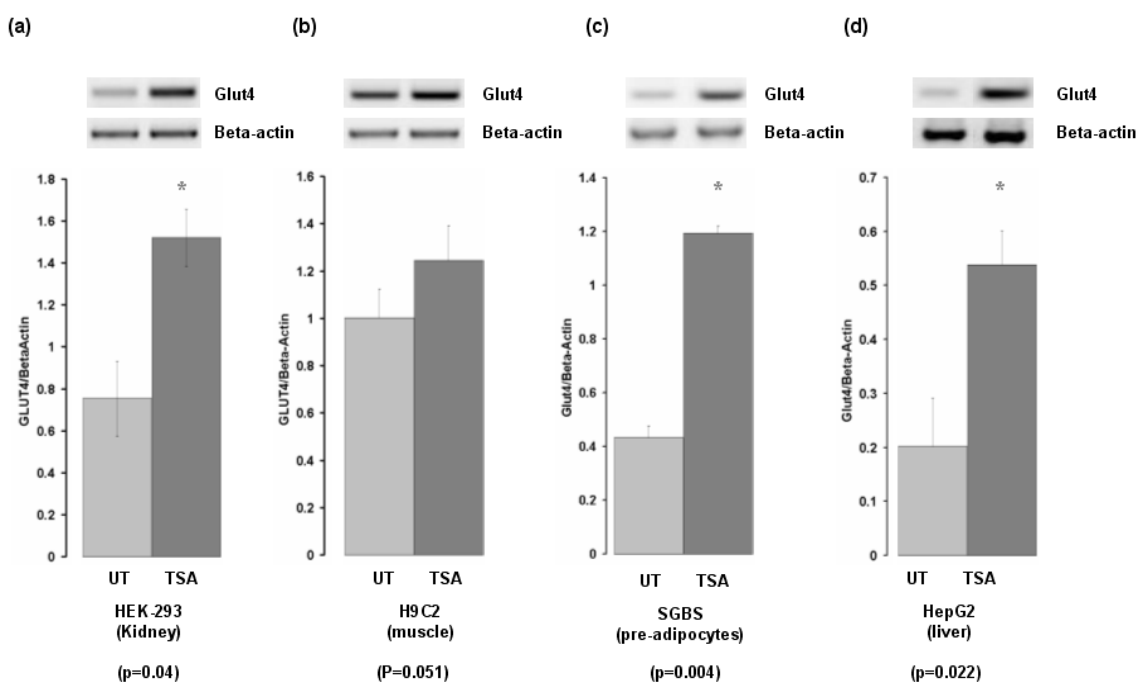 (a)
(b)
(c)
(d)
Glut4
Beta-actin
Glut4
Beta-actin
Glut4
Beta-actin
Glut4
Beta-actin
GLUT4/BetaActin
1.8
1.6
1.4
1.2
1
0.8
0.6
0.4
0.2
0
*
UT TSA
HEK-293
(Kidney)
(p=0.04)
GLUT4/Beta-Actin
1.6
1.4
1.2
1
0.8
0.6
0.4
0.2
0
UT TSA
H9C2
(muscle)
(P=0.051)
Glut4/Beta-Actin
1.4
1.2
1
0.8
0.6
0.4
0.2
0
*
UT TSA
SGBS
(pre-adipocytes)
(p=0.004)
Glut4/Beta-Actin
0.7
0.6
0.5
0.4
0.3
0.2
0.1
0
*
UT TSA
HepG2
(liver)
(p=0.022)